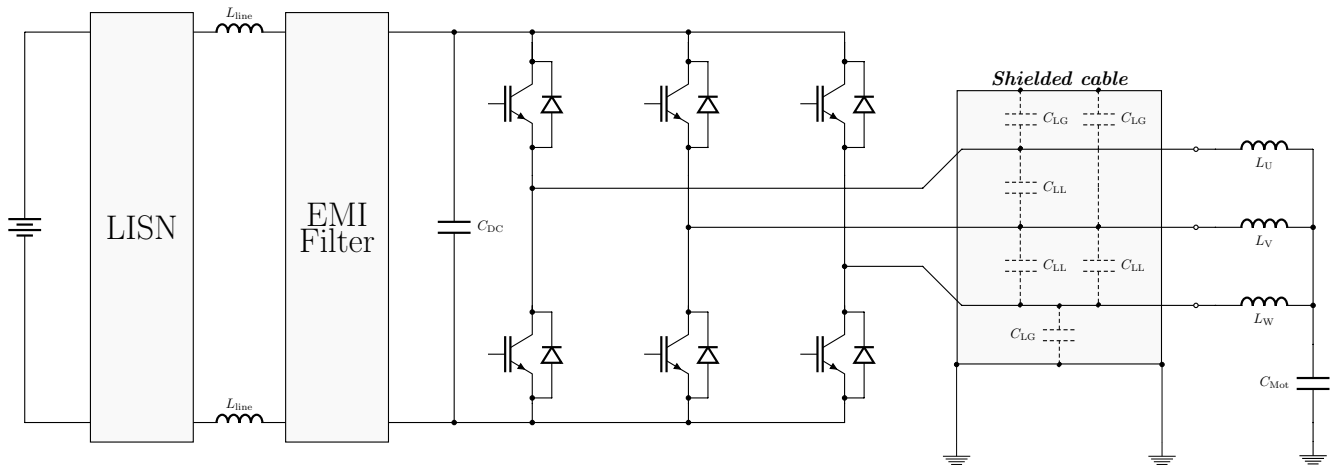 L_line
Shielded cable
C_LG
C_LG
L_U
C_LL
LISN
EMI
Filter
C_DC
L_V
C_LL
C_LL
L_W
C_LG
C_Mot
L_line